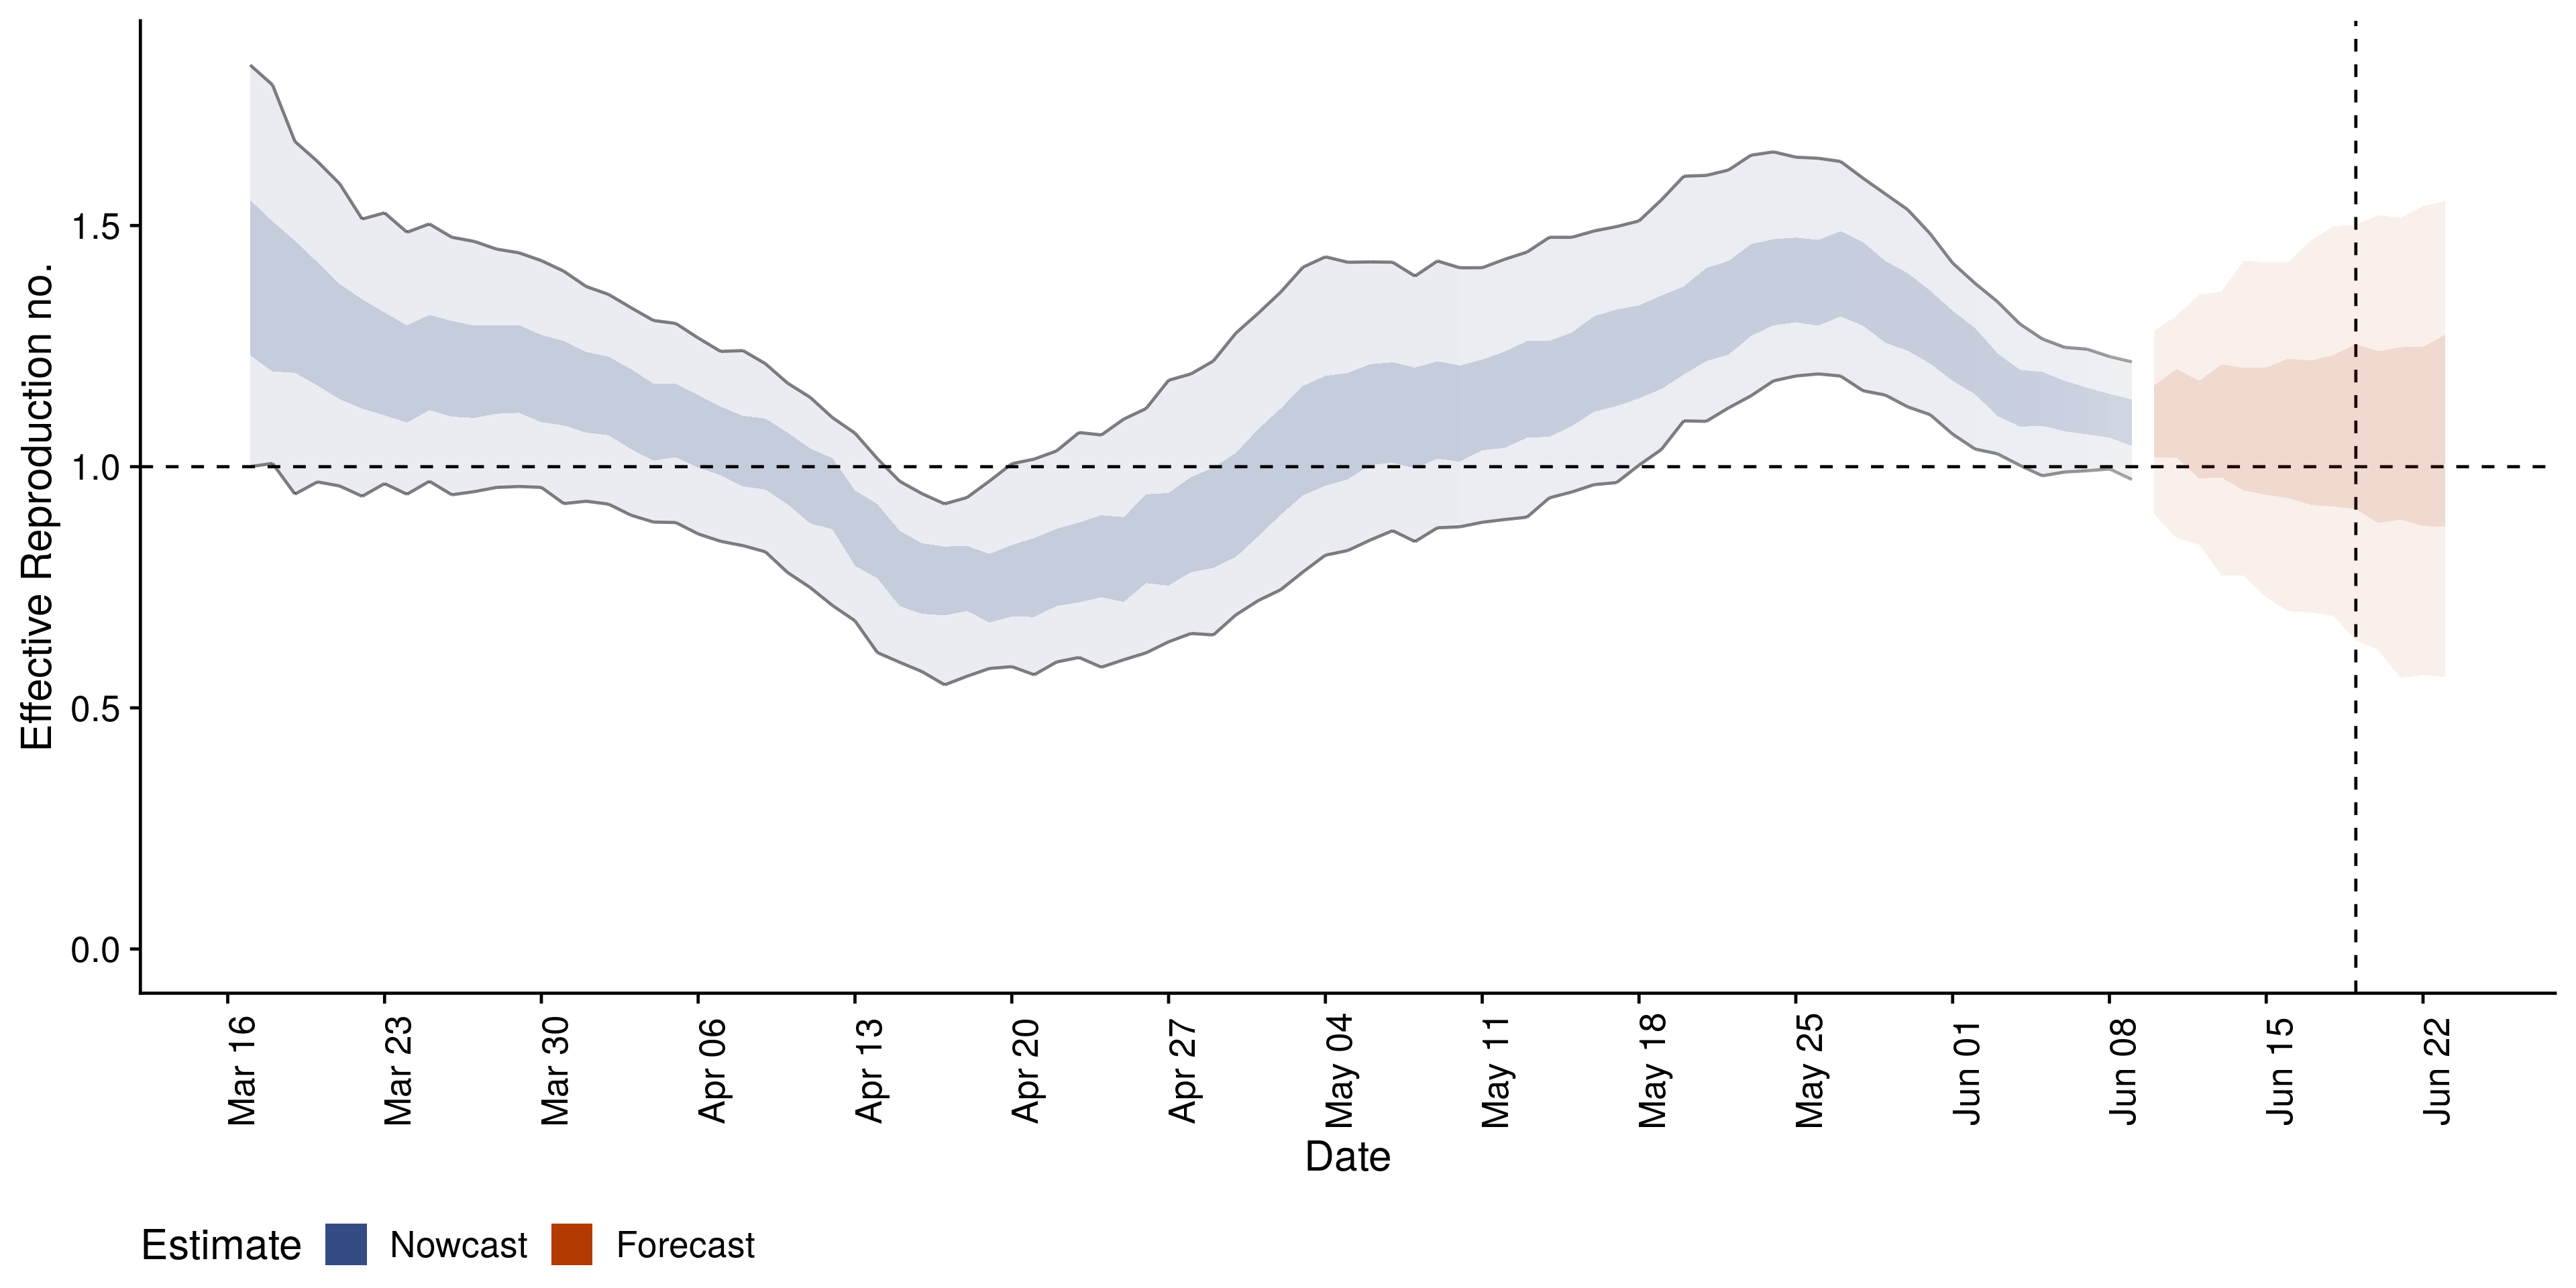 Effective Reproduction no.
1.5
1.0
0.5
0.0
Mar 16
Mar 23
Mar 30
Apr 06
Apr 13
Apr 20
Apr 27
May 04
May 11
May 18
May 25
Jun 01
Jun 08
Jun 15
Jun 22
Date
Estimate Nowcast Forecast